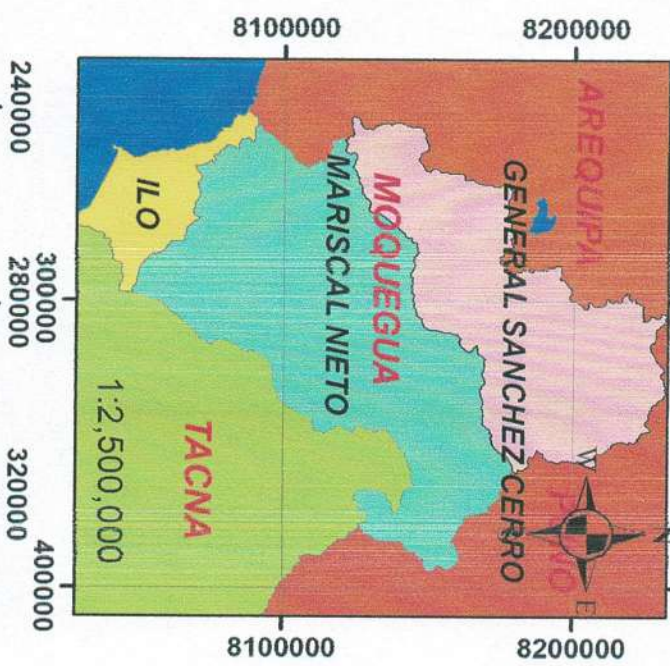 8100000 8200000
AREQUIPA
GENERAL SANCHEZ CERRO
PUNO
W
E
MOQUEGUA
MARISCAL NIETO
ILO
TACNA
1:2,500,000
300000 400000
240000 280000 320000
8100000 8200000